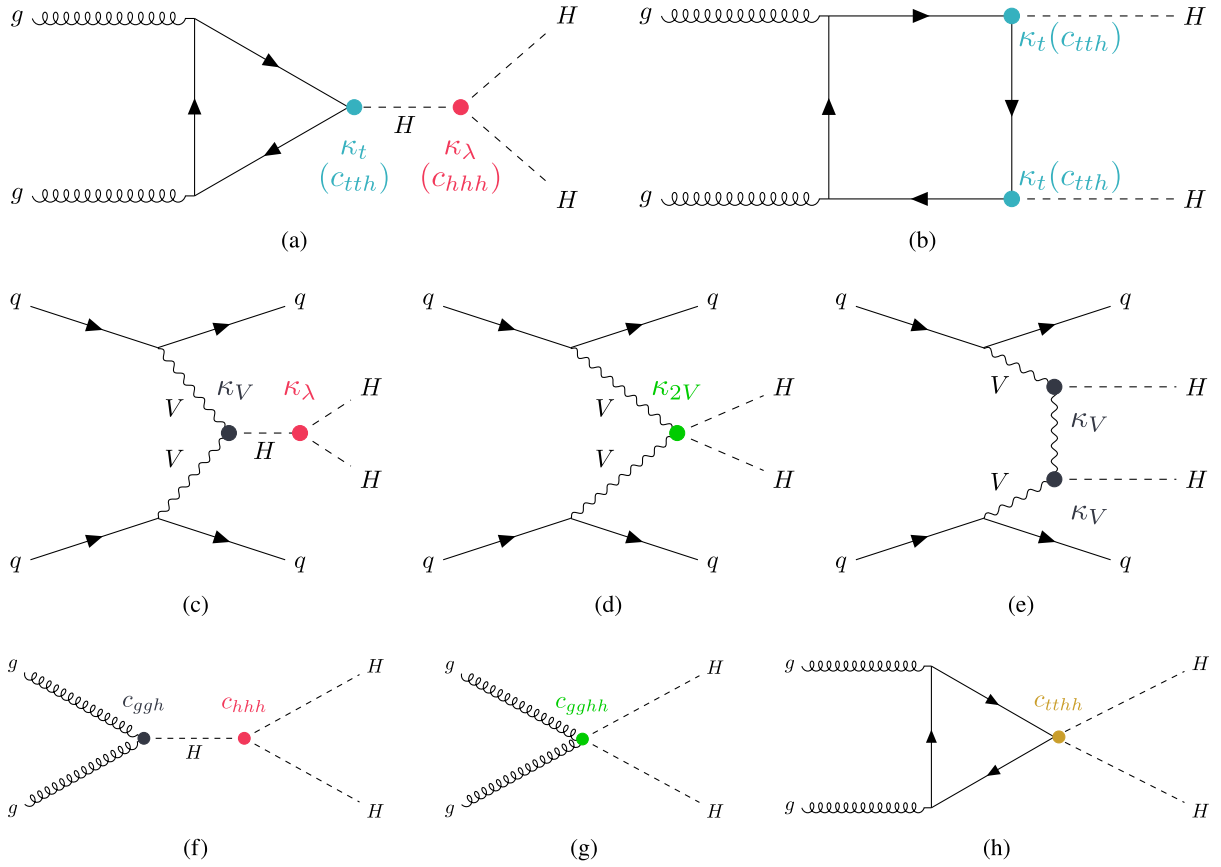 g H g H
κ_t(c_tth)
H
κ_t κ_λ
(c_tth) (c_hhh)
κ_t(c_tth)
g H g H
(a) (b)
q q q q q q
κ_V κ_λ H κ_2V H V H
V V κ_V
H
V H V H V H
κ_V
q q q q q q
(c) (d) (e)
g H g H g H
c_ggh c_hhh c_gghh c_tthh
H
g H g H g H
(f) (g) (h)